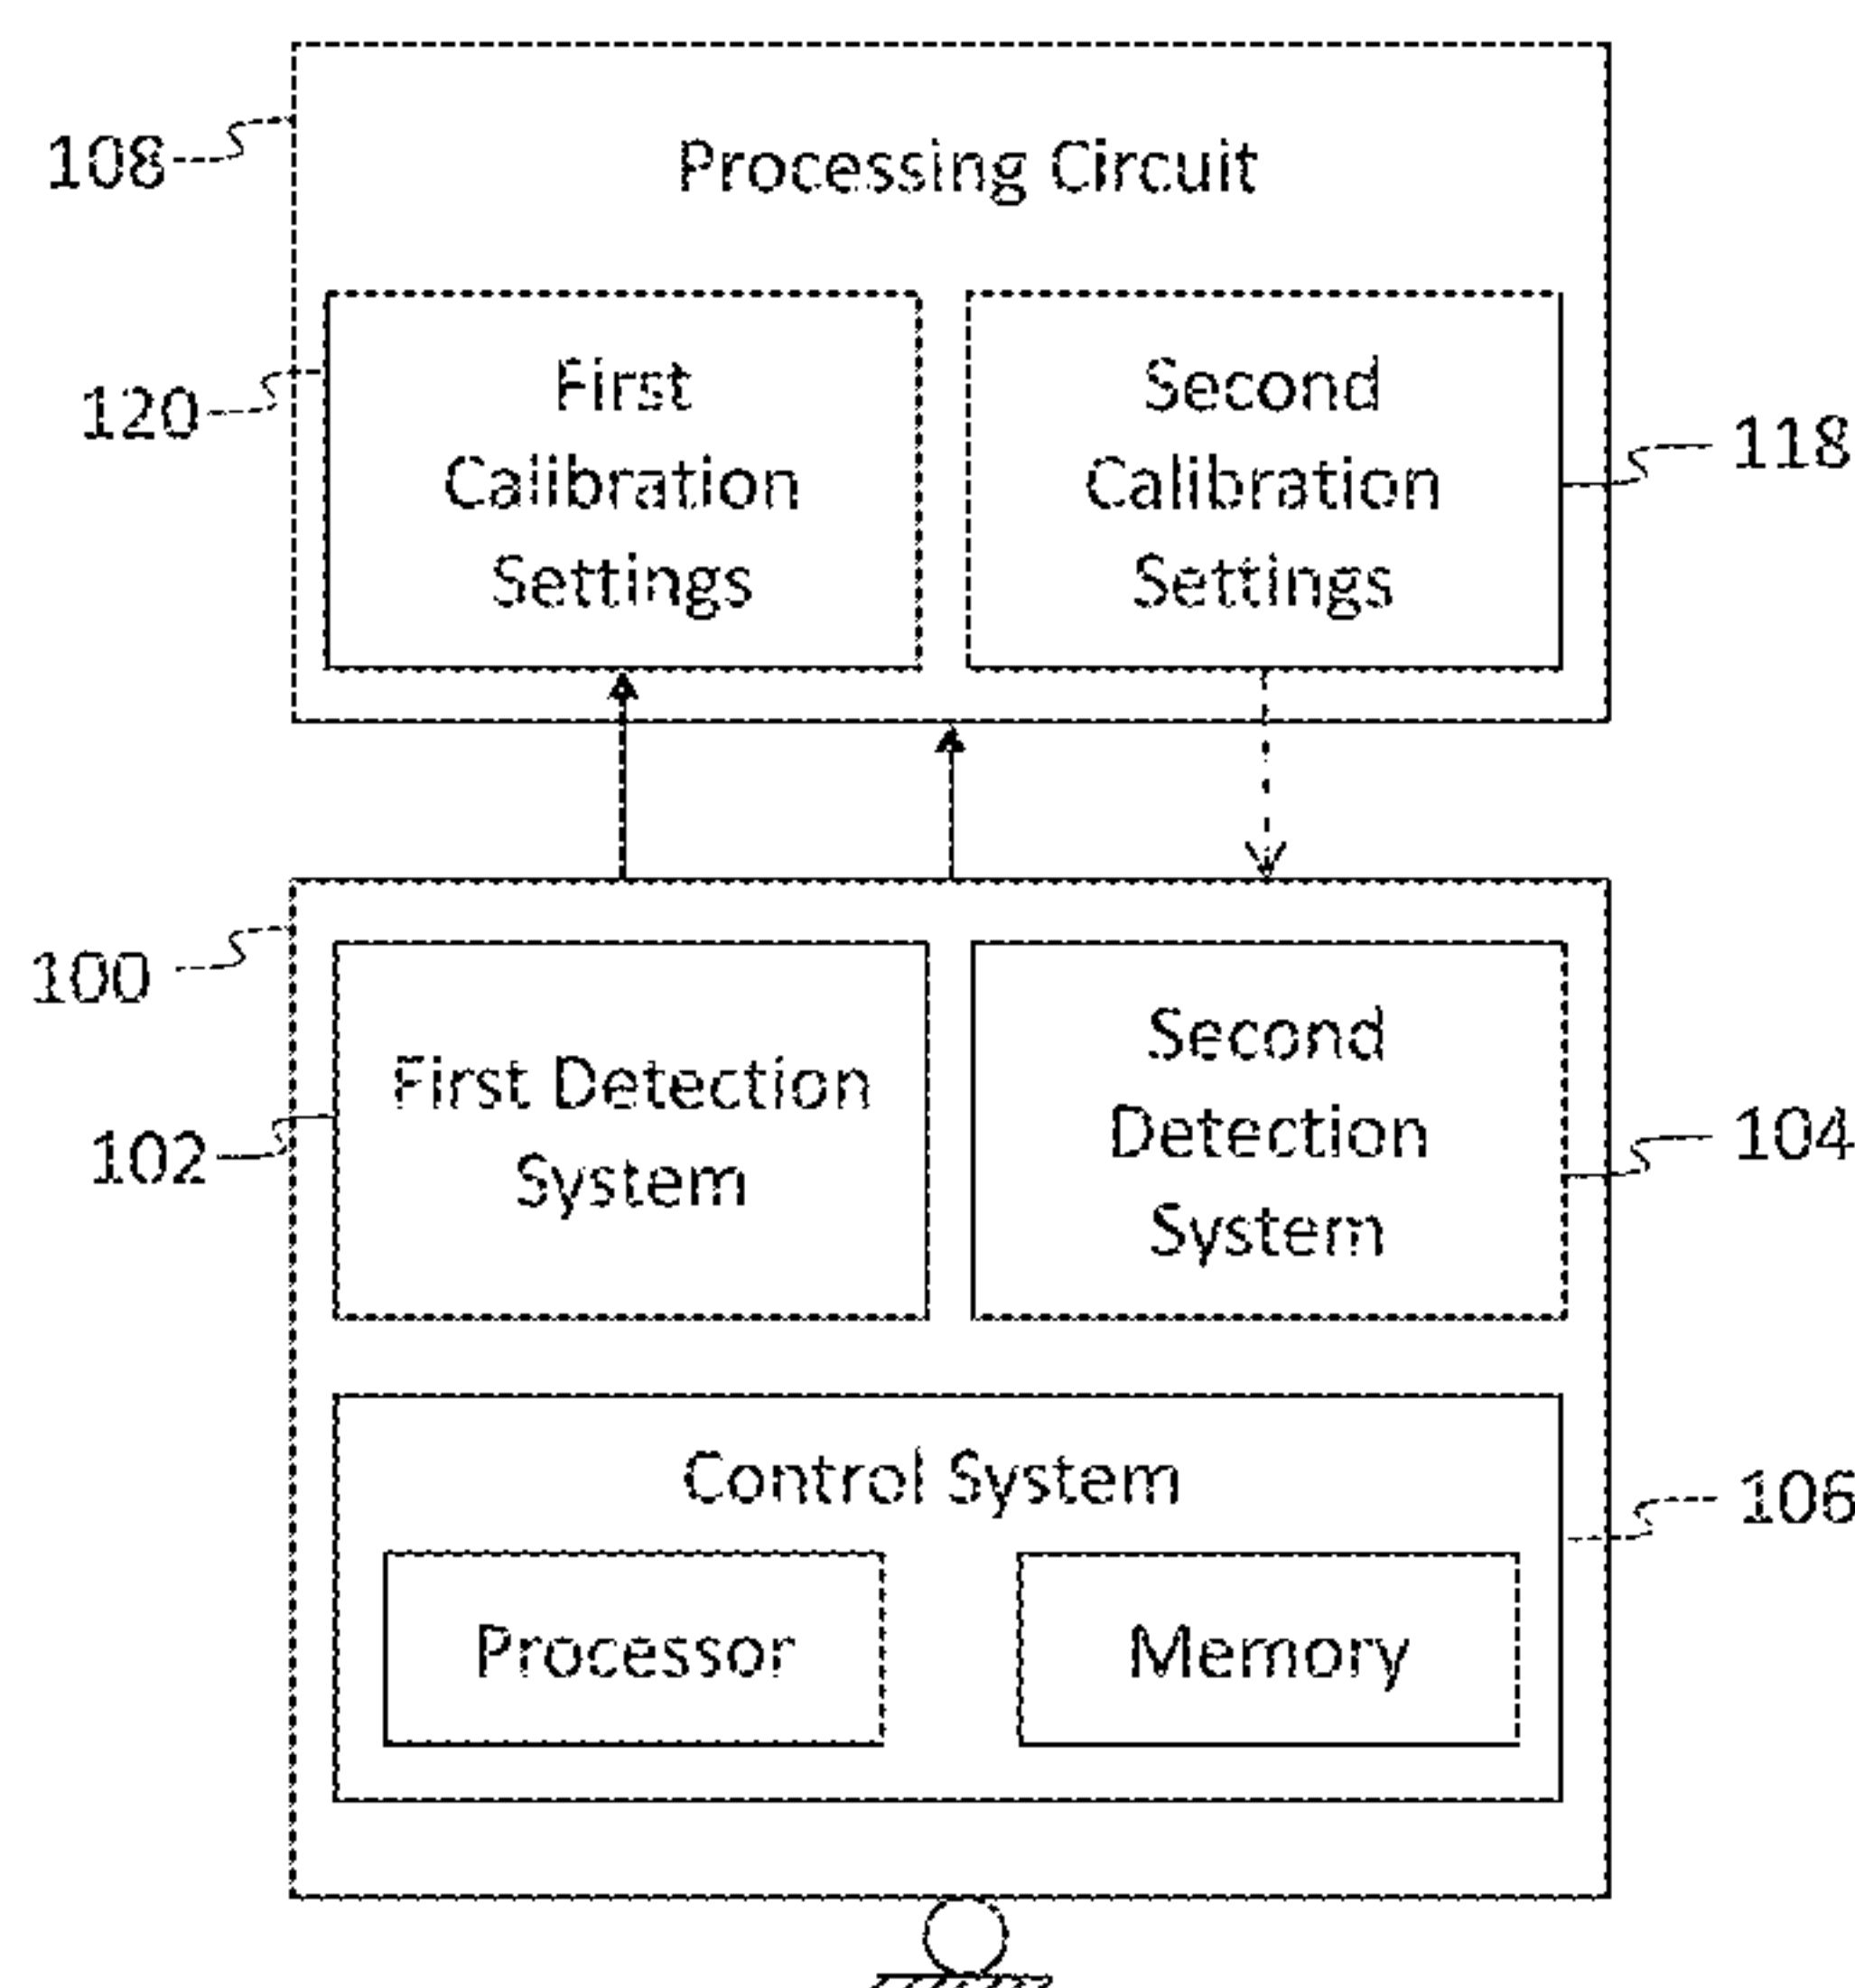 108
Processing Circuit
120
First
Calibration
Settings
Second
Calibration
Settings
118
100
First Detection
System
102
Second
Detection
System
104
Control System
106
Processor
Memory